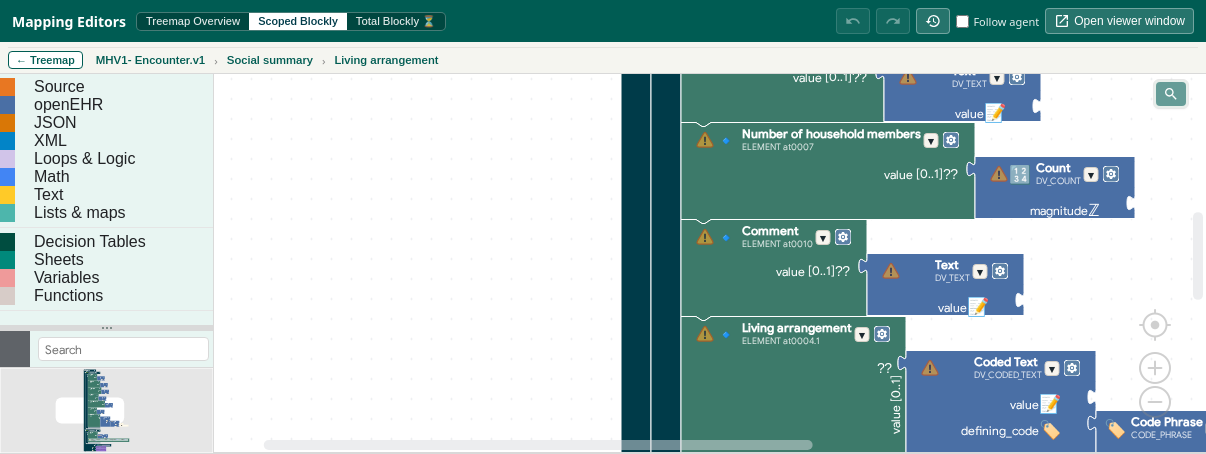 Mapping Editors
Treemap Overview
Scoped Blockly
Total Blockly ⏳
Follow agent
Open viewer window
← Treemap
MHV1- Encounter.v1 › Social summary › Living arrangement
Source
openEHR
JSON
XML
Loops & Logic
Math
Text
Lists & maps
Decision Tables
Sheets
Variables
Functions
Search
value [0..1]??
Text
DV_TEXT
value
Number of household members
ELEMENT at0007
value [0..1]??
Count
DV_COUNT
magnitude ℤ
Comment
ELEMENT at0010
value [0..1]??
Text
DV_TEXT
value
Living arrangement
ELEMENT at0004.1
??
value [0..1]
Coded Text
DV_CODED_TEXT
value
defining_code
Code Phrase
CODE_PHRASE